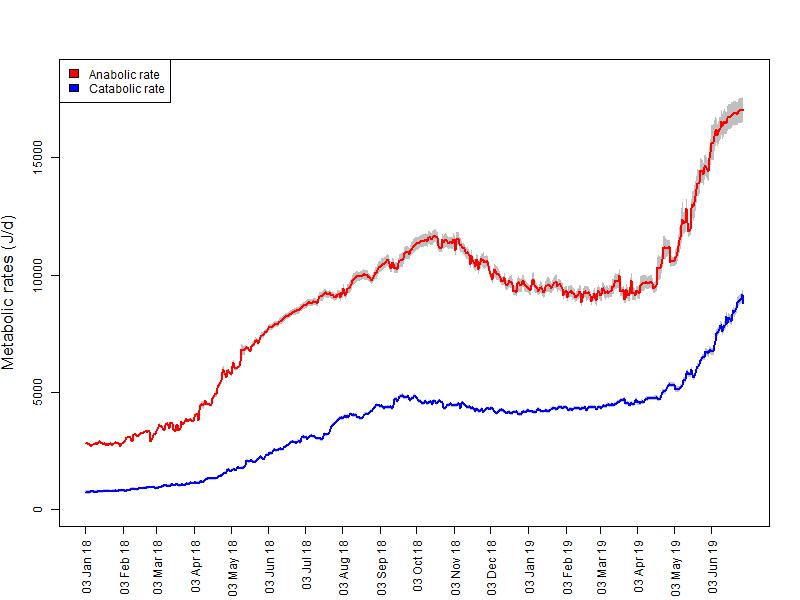 Anabolic rate
Catabolic rate
Metabolic rates (J/d)
15000
10000
5000
0
03 Jan 18
03 Feb 18
03 Mar 18
03 Apr 18
03 May 18
03 Jun 18
03 Jul 18
03 Aug 18
03 Sep 18
03 Oct 18
03 Nov 18
03 Dec 18
03 Jan 19
03 Feb 19
03 Mar 19
03 Apr 19
03 May 19
03 Jun 19